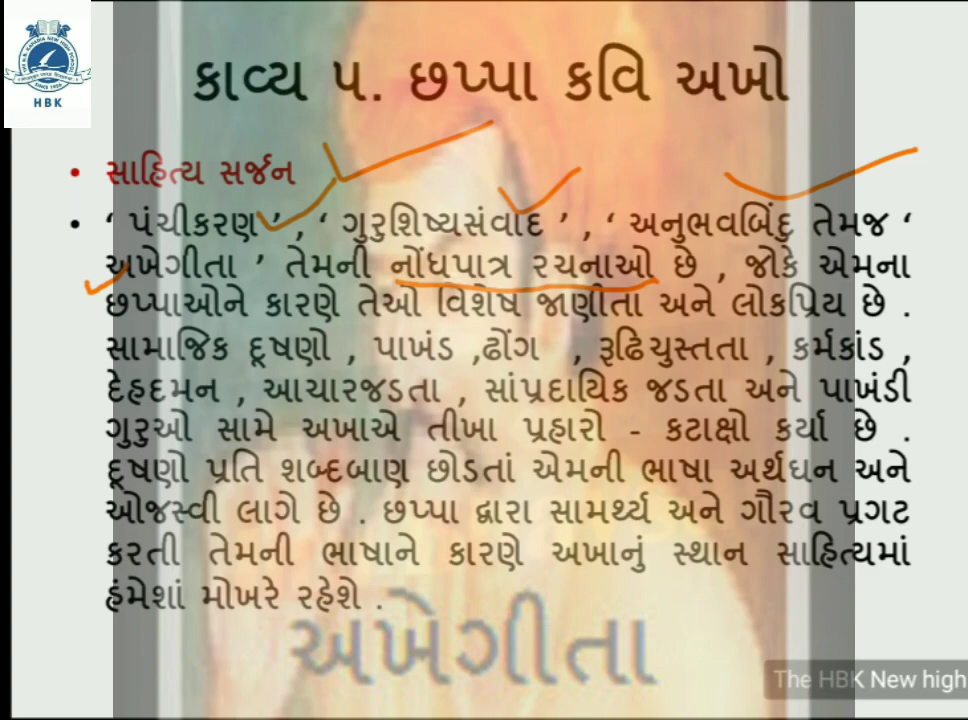 HBK
કાવ્ય ૫. છપ્પા કવિ અખો
• સાહિત્ય સર્જન
• ‘ પંચીકરણ ’ , ‘ ગુરુશિષ્યસંવાદ ’ , ‘ અનુભવબિંદુ તેમજ ‘
અખેગીતા ’ તેમની નોંધપાત્ર રચનાઓ છે , જોકે એમના
છપ્પાઓને કારણે તેઓ વિશેષ જાણીતા અને લોકપ્રિય છે .
સામાજિક દૂષણો , પાખંડ ,ઢોંગ , રૂઢિચુસ્તતા , કર્મકાંડ ,
દેહદમન , આચારજડતા , સાંપ્રદાયિક જડતા અને પાખંડી
ગુરુઓ સામે અખાએ તીખા પ્રહારો - કટાક્ષો કર્યા છે .
દૂષણો પ્રતિ શબ્દબાણ છોડતાં એમની ભાષા અર્થઘન અને
ઓજસ્વી લાગે છે . છપ્પા દ્વારા સામર્થ્ય અને ગૌરવ પ્રગટ
કરતી તેમની ભાષાને કારણે અખાનું સ્થાન સાહિત્યમાં
હંમેશાં મોખરે રહેશે .
અખેગીતા
The HBK New high